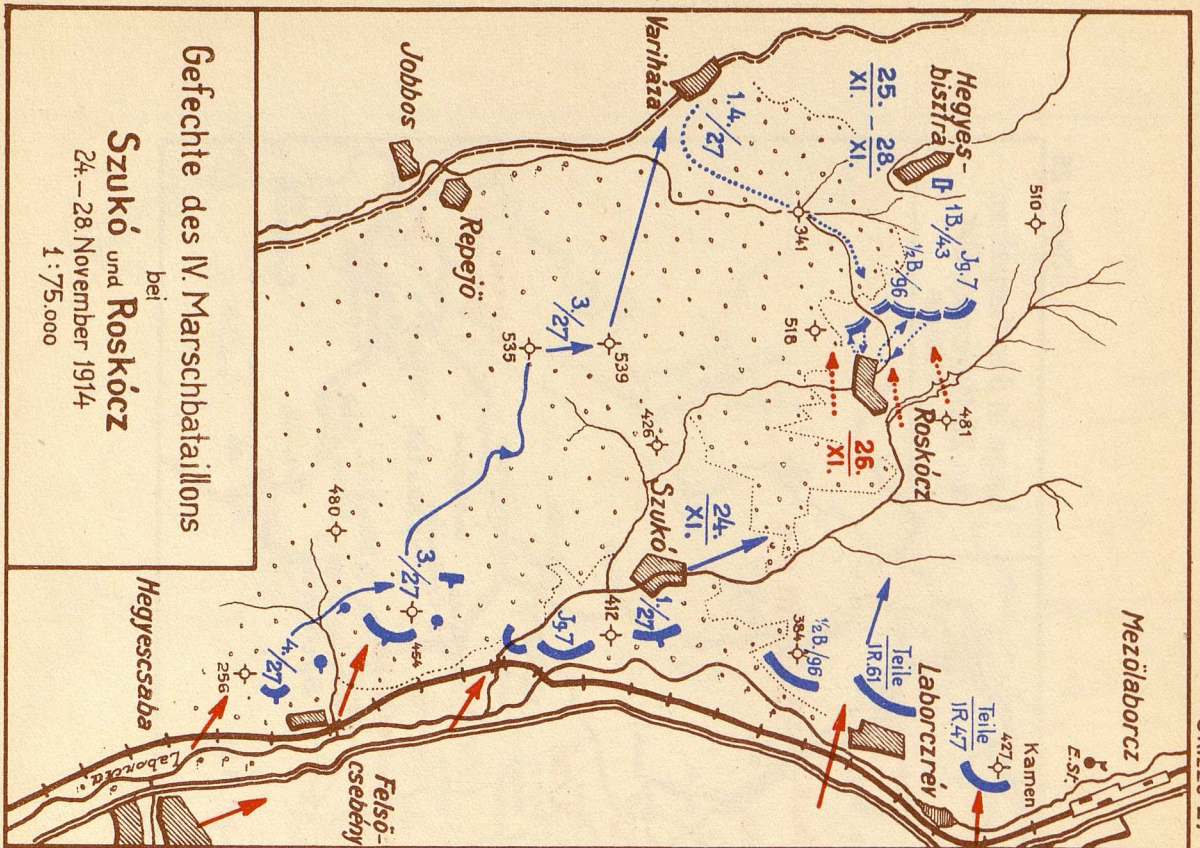 Gefechte des IV. Marschbataillons
bei
Szukó und Roskócz
24.–28. November 1914
1:75.000
Mezőlaborcz
E.St.
Kamen
427
Teile
IR.47
Laborczrév
Teile
IR.61
½B./96
384
Hegyes-
bisztra
510
1B./43
Jg.7
½B./96
25. – 28.
XI. XI.
Variháza
1.4./27
341
518
481
Roskócz
26.
XI.
24.
XI.
Szukó
426
1./27
412
Jg.7
Jobbos
Repejö
3./27
539
535
480
3./27
454
4./27
256
Hegyescsaba
Laborcza
Felsö-
csebény